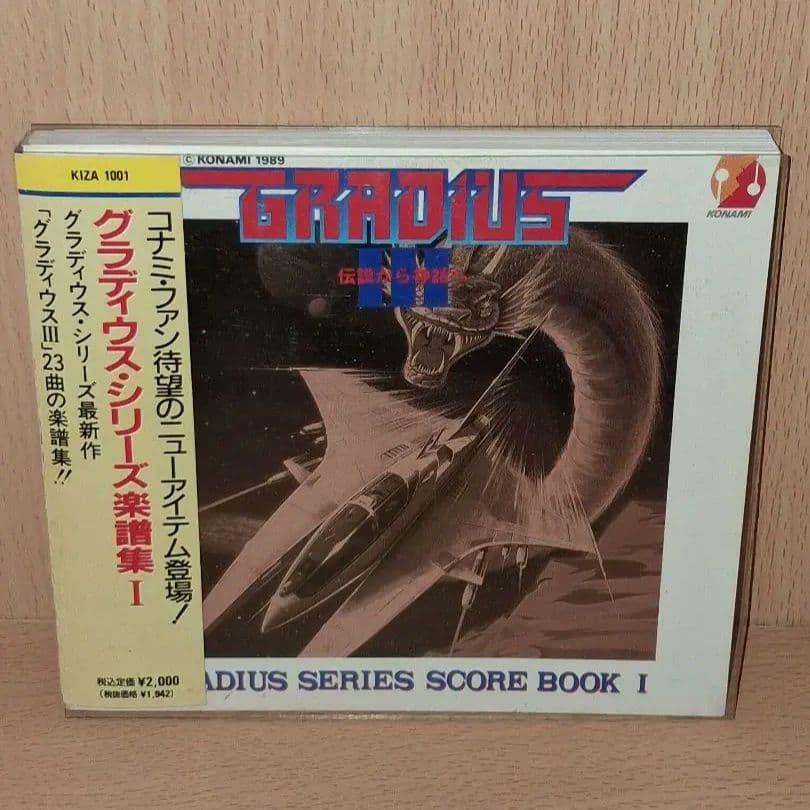 KIZA 1001
コナミ・ファン待望のニューアイテム登場!
グラディウス・シリーズ楽譜集 I
グラディウス・シリーズ最新作
「グラディウスIII」23曲の楽譜集!!
税込定価 ¥2,000
(税抜価格 ¥1,942)
© KONAMI 1989
GRADIUS
III
伝説から神話へ
KONAMI
ADIUS SERIES SCORE BOOK I